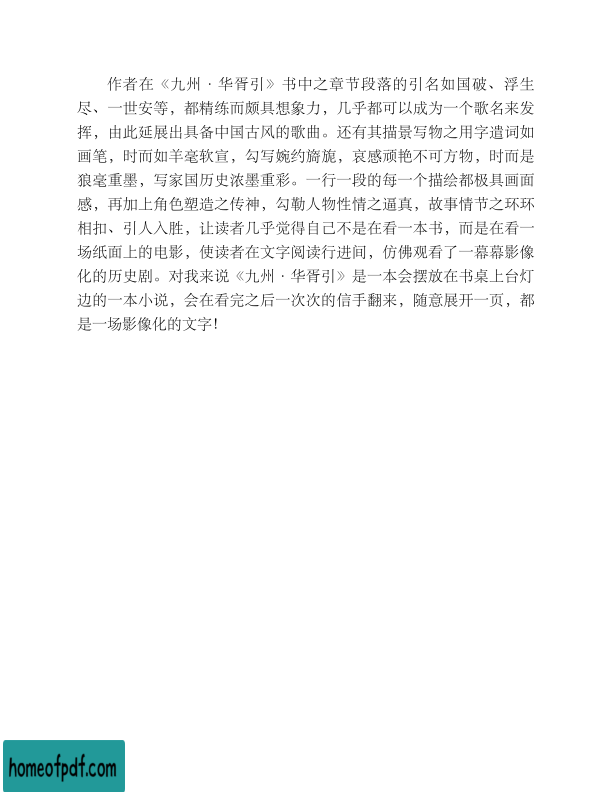 作者在《九州·华胥引》书中之章节段落的引名如国破、浮生
尽、一世安等，都精练而颇具想象力，几乎都可以成为一个歌名来发
挥，由此延展出具备中国古风的歌曲。还有其描景写物之用字遣词如
画笔，时而如羊毫软宣，勾写婉约旖旎，哀感顽艳不可方物，时而是
狼毫重墨，写家国历史浓墨重彩。一行一段的每一个描绘都极具画面
感，再加上角色塑造之传神，勾勒人物性情之逼真，故事情节之环环
相扣、引人入胜，让读者几乎觉得自己不是在看一本书，而是在看一
场纸面上的电影，使读者在文字阅读行进间，仿佛观看了一幕幕影像
化的历史剧。对我来说《九州·华胥引》是一本会摆放在书桌上台灯
边的一本小说，会在看完之后一次次的信手翻来，随意展开一页，都
是一场影像化的文字！
homeofpdf.com